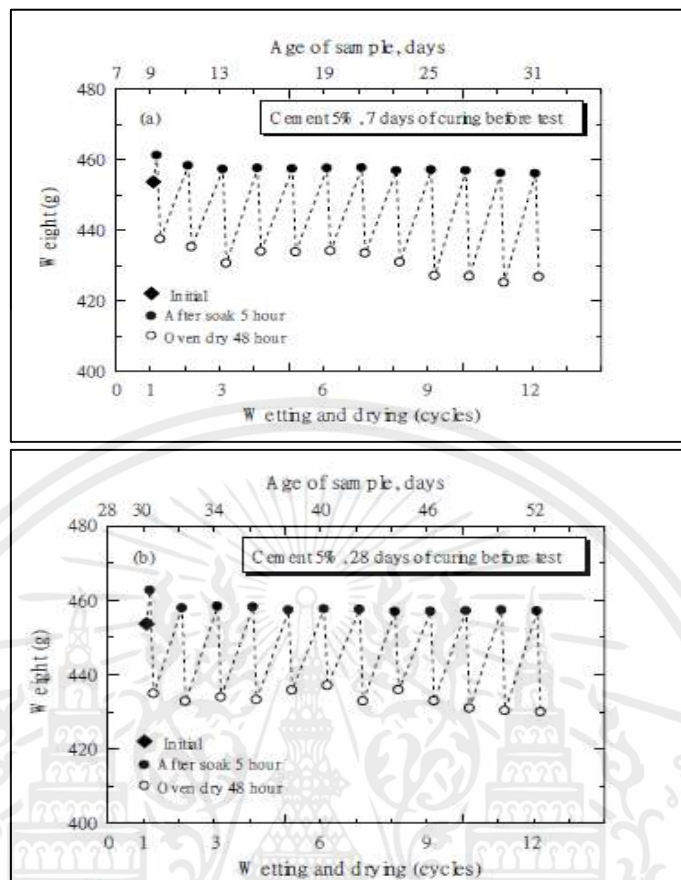 Age of sample, days
7 9 13 19 25 31
480
(a)
Cement 5%, 7 days of curing before test
460
440
420
400
Weight (g)
Initial
After soak 5 hour
Oven dry 48 hour
0 1 3 6 9 12
Wetting and drying (cycles)
Age of sample, days
28 30 34 40 46 52
480
(b)
Cement 5%, 28 days of curing before test
460
440
420
400
Weight (g)
Initial
After soak 5 hour
Oven dry 48 hour
0 1 3 6 9 12
Wetting and drying (cycles)